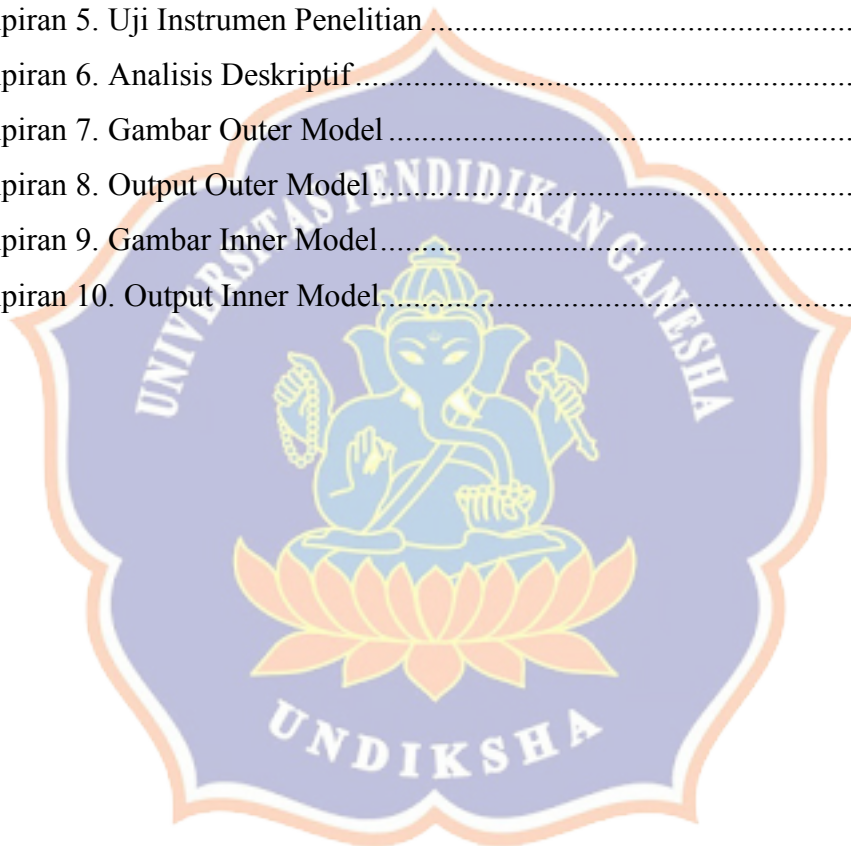 piran 5. Uji Instrumen Penelitian ....................................................
piran 6. Analisis Deskriptif ..............................................................
piran 7. Gambar Outer Model ..........................................................
piran 8. Output Outer Model ............................................................
piran 9. Gambar Inner Model ...........................................................
piran 10. Output Inner Model ..........................................................
UNIVERSITAS PENDIDIKAN GANESHA
UNDIKSHA